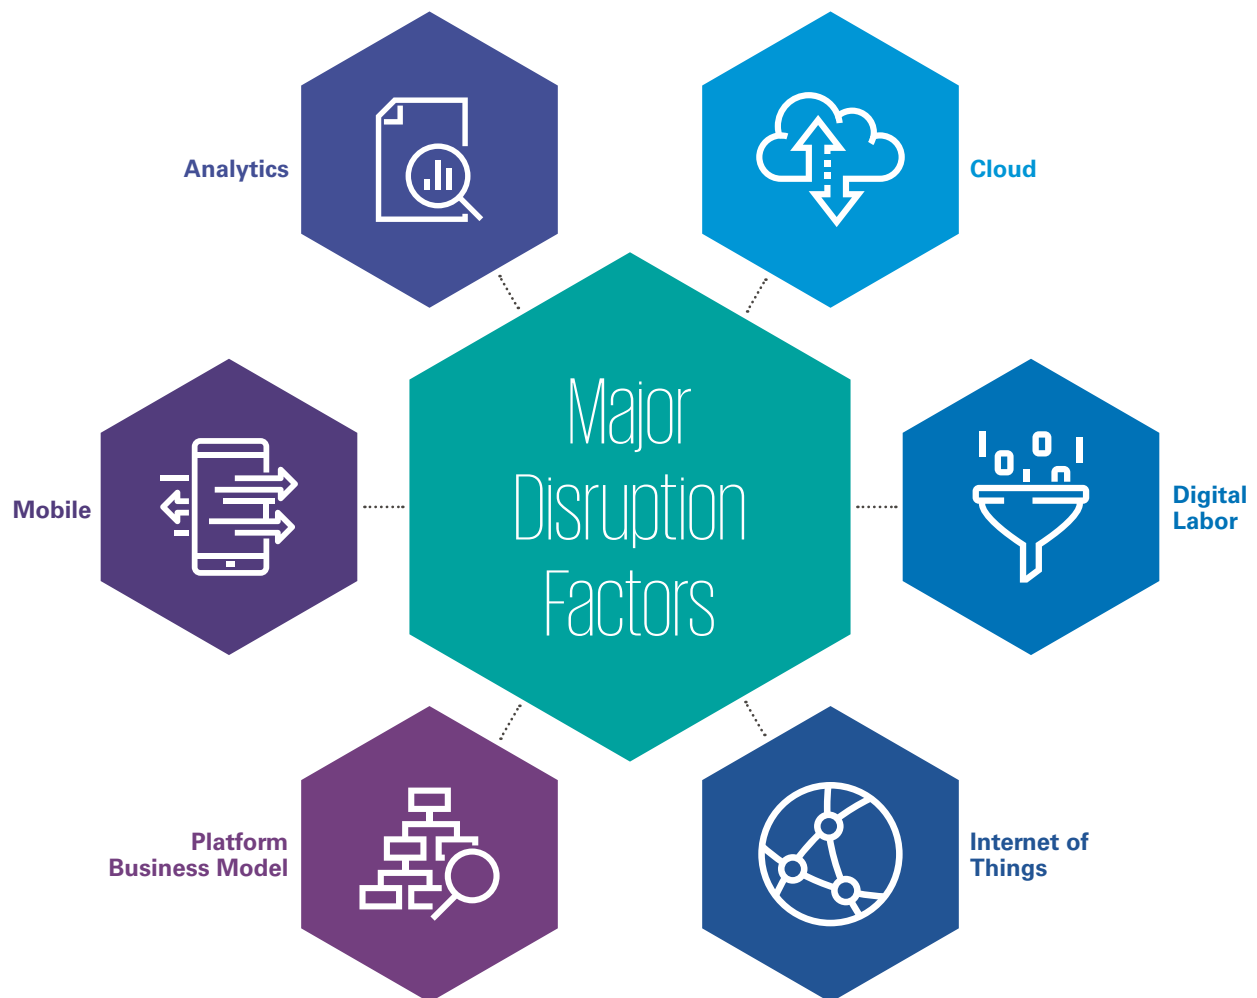 Analytics
Cloud
Major
Disruption
Factors
Mobile
Digital
Labor
Platform
Business Model
Internet of
Things